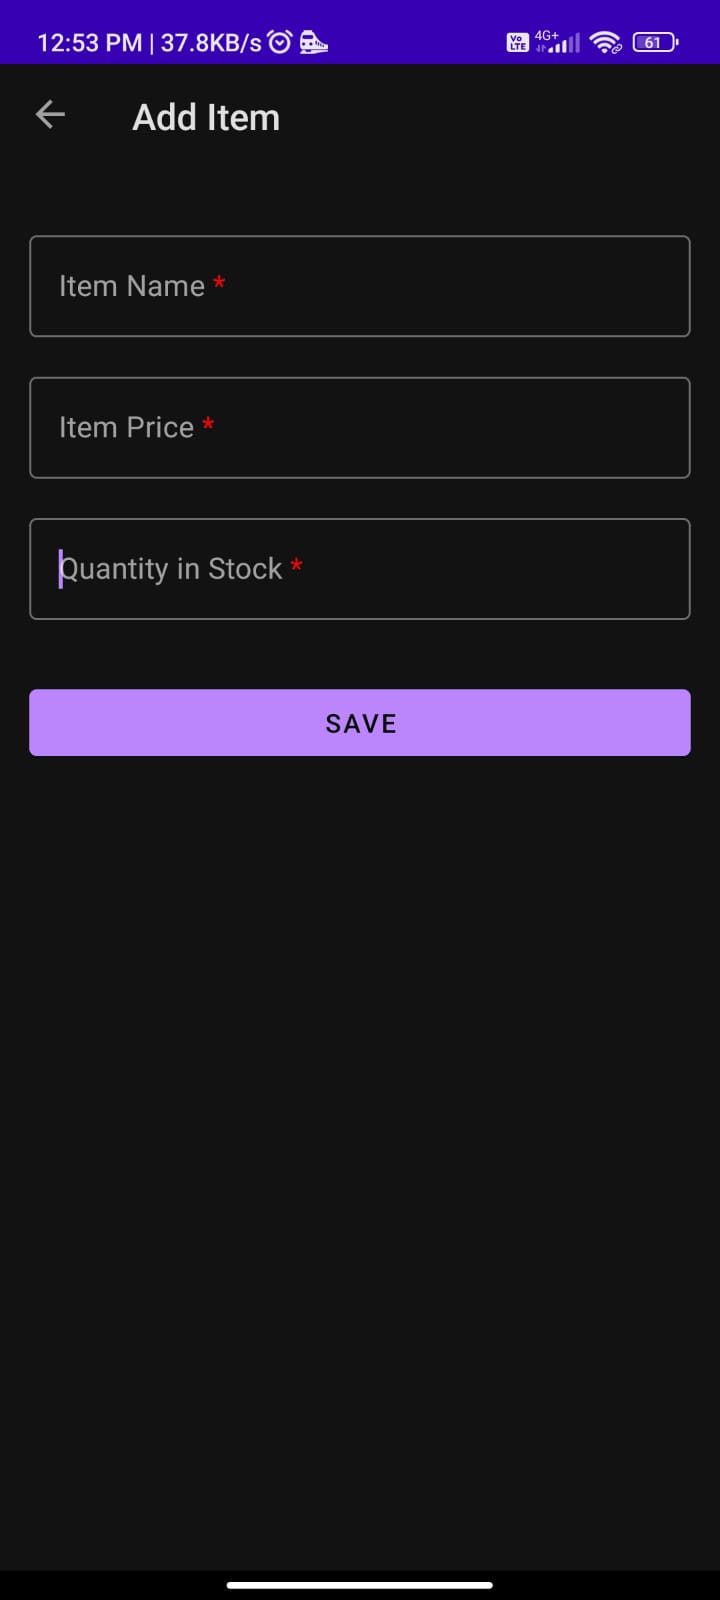 12:53 PM | 37.8KB/s Vo LTE 4G+ 61
Add Item
Item Name *
Item Price *
Quantity in Stock *
SAVE